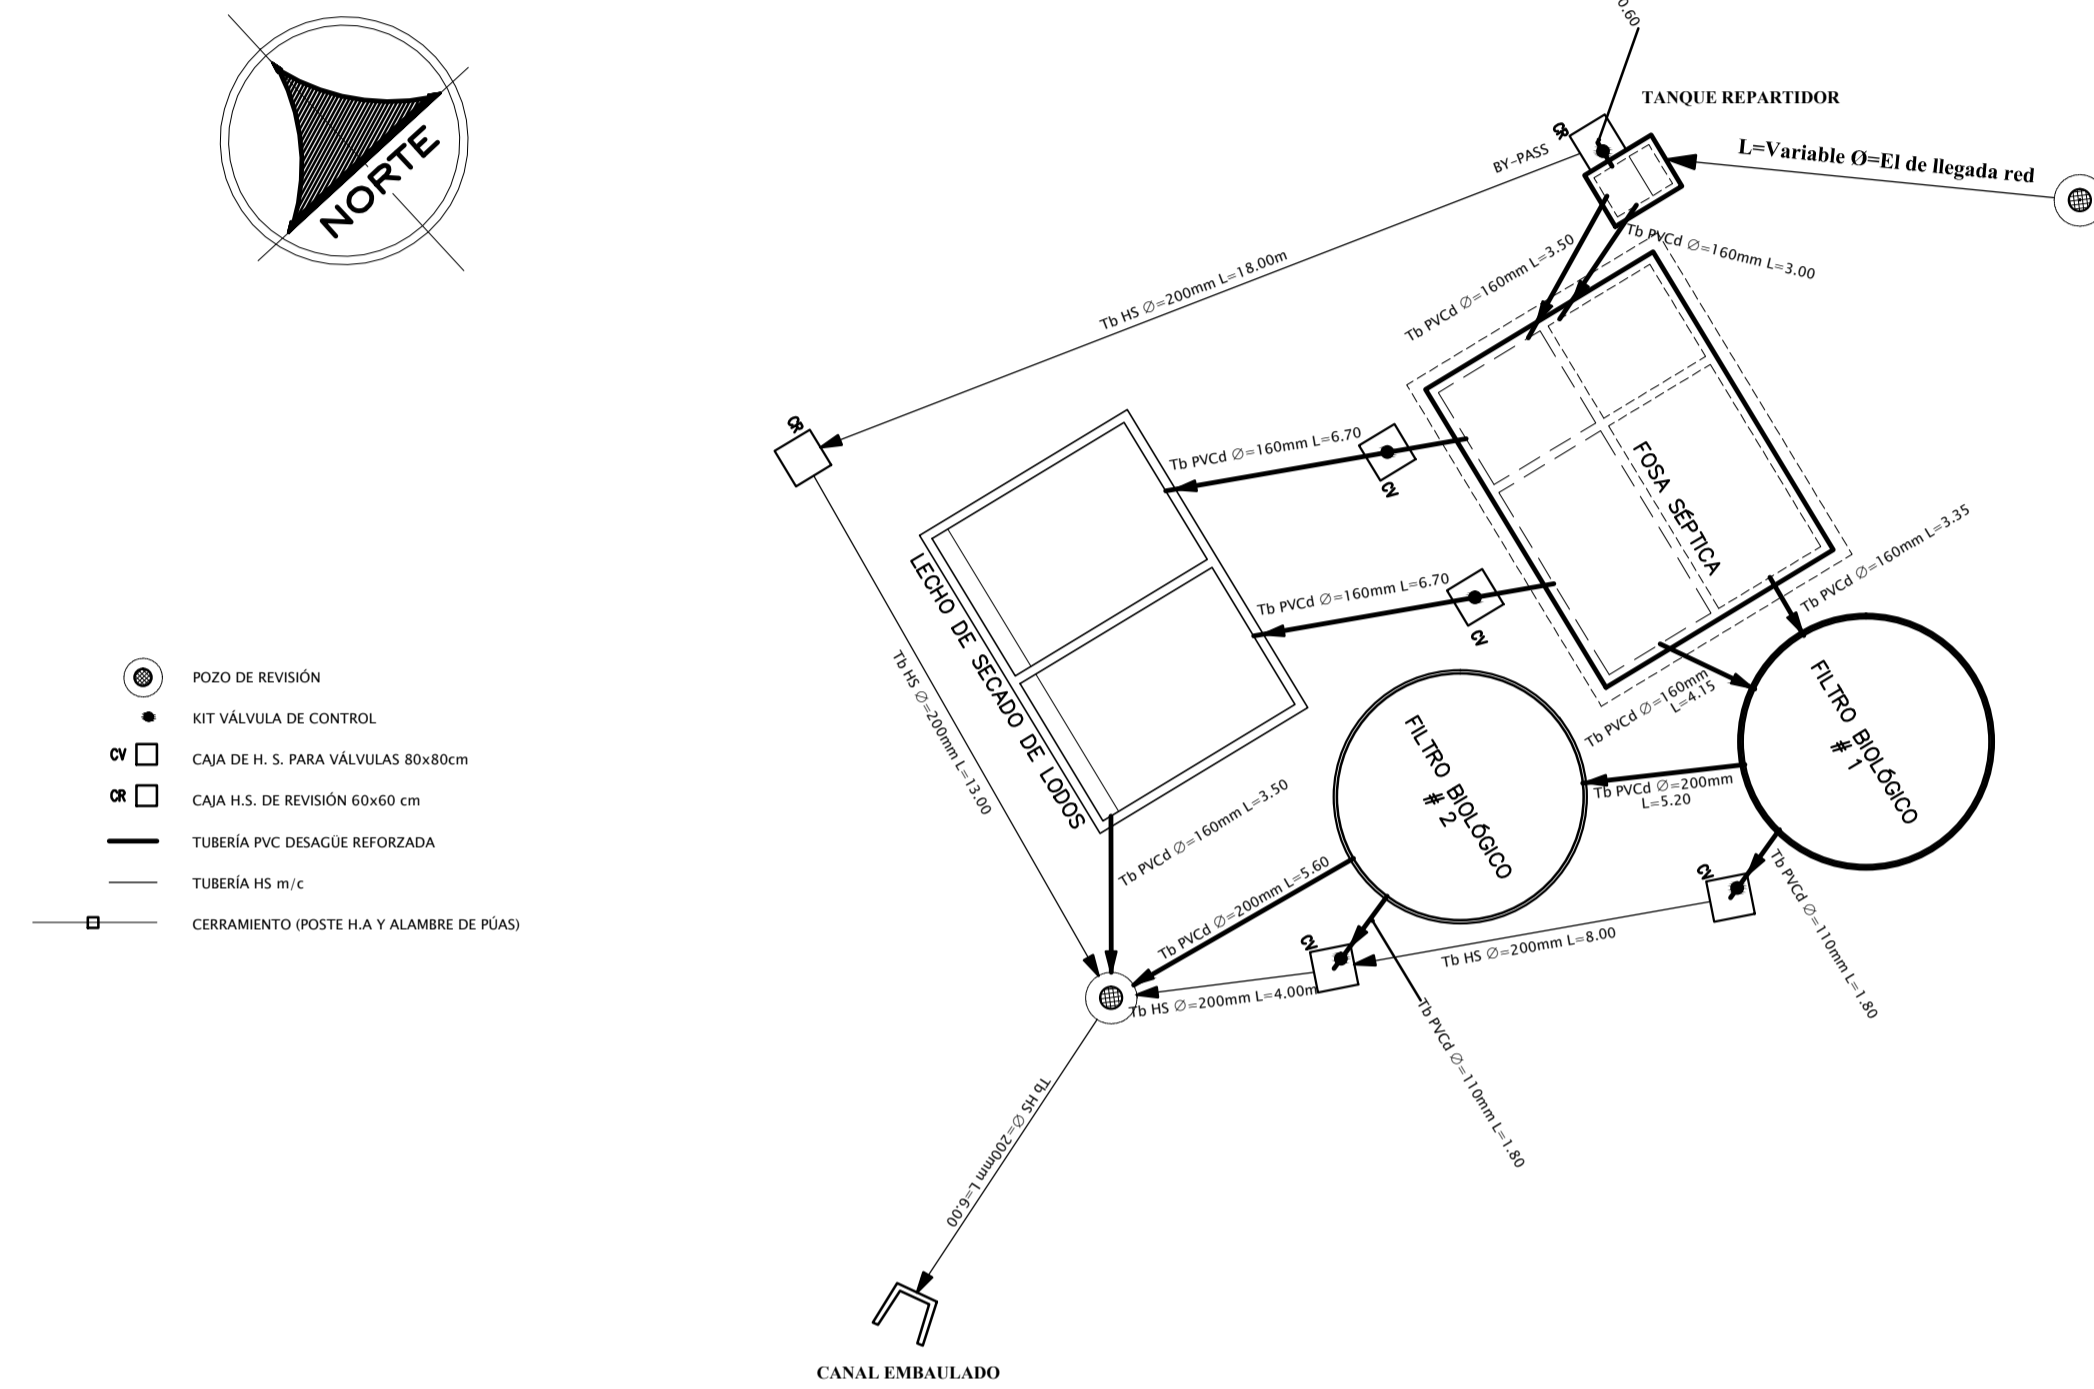 NORTE
0.60
TANQUE REPARTIDOR
CR
BY-PASS
L=Variable Ø=El de llegada red
Tb PVCd Ø=160mm L=3.00
Tb PVCd Ø=160mm L=3.50
Tb HS Ø=200mm L=18.00m
CR
Tb PVCd Ø=160mm L=6.70
CV
FOSA SÉPTICA
Tb PVCd Ø=160mm L=6.70
CV
Tb PVCd Ø=160mm L=3.35
LECHO DE SECADO DE LODOS
Tb HS Ø=200mm L=13.00
Tb PVCd Ø=160mm
L=4.15
FILTRO BIOLÓGICO
# 1
FILTRO BIOLÓGICO
# 2
Tb PVCd Ø=200mm
L=5.20
Tb PVCd Ø=160mm L=3.50
Tb PVCd Ø=200mm L=5.60
CV
Tb PVCd Ø=110mm L=1.80
CV
Tb HS Ø=200mm L=8.00
Tb HS Ø=200mm L=4.00m
Tb PVCd Ø=110mm L=1.80
Tb HS Ø=200mm L=6.00
CANAL EMBAULADO
POZO DE REVISIÓN
KIT VÁLVULA DE CONTROL
CV CAJA DE H. S. PARA VÁLVULAS 80x80cm
CR CAJA H.S. DE REVISIÓN 60x60 cm
TUBERÍA PVC DESAGÜE REFORZADA
TUBERÍA HS m/c
CERRAMIENTO (POSTE H.A Y ALAMBRE DE PÚAS)